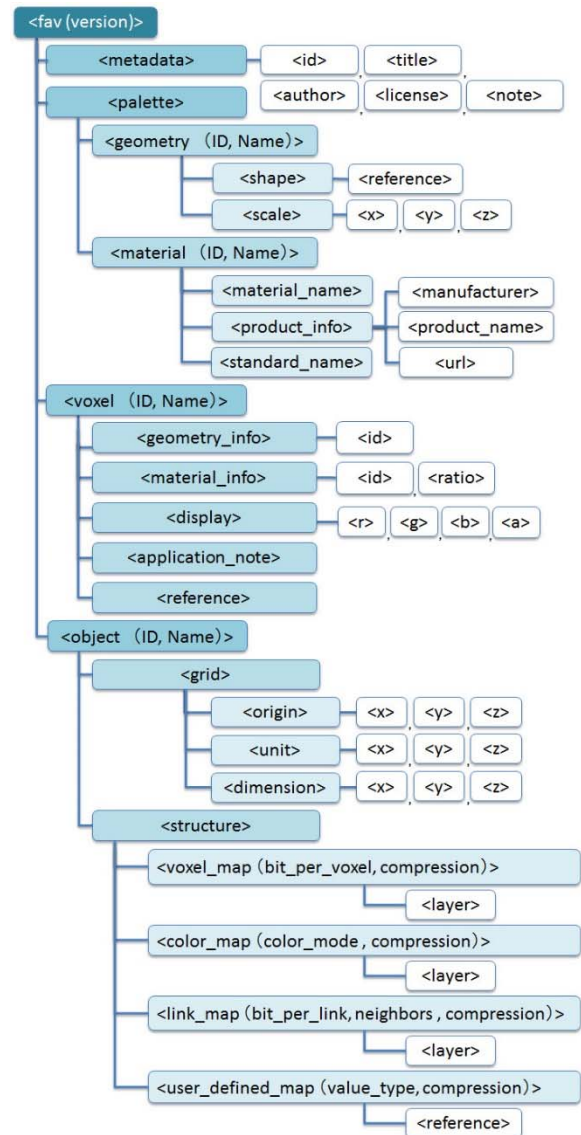 <fav (version)>
<metadata> <id> , <title> ,
<palette> <author> , <license> , <note>
<geometry (ID, Name)>
<shape> <reference>
<scale> <x> , <y> , <z>
<material (ID, Name)>
<material_name> <manufacturer>
<product_info> <product_name>
<standard_name> <url>
<voxel (ID, Name)>
<geometry_info> <id>
<material_info> <id> , <ratio>
<display> <r> , <g> , <b> , <a>
<application_note>
<reference>
<object (ID, Name)>
<grid>
<origin> <x> , <y> , <z>
<unit> <x> , <y> , <z>
<dimension> <x> , <y> , <z>
<structure>
<voxel_map (bit_per_voxel, compression)>
<layer>
<color_map (color_mode , compression)>
<layer>
<link_map (bit_per_link, neighbors , compression)>
<layer>
<user_defined_map (value_type, compression)>
<reference>